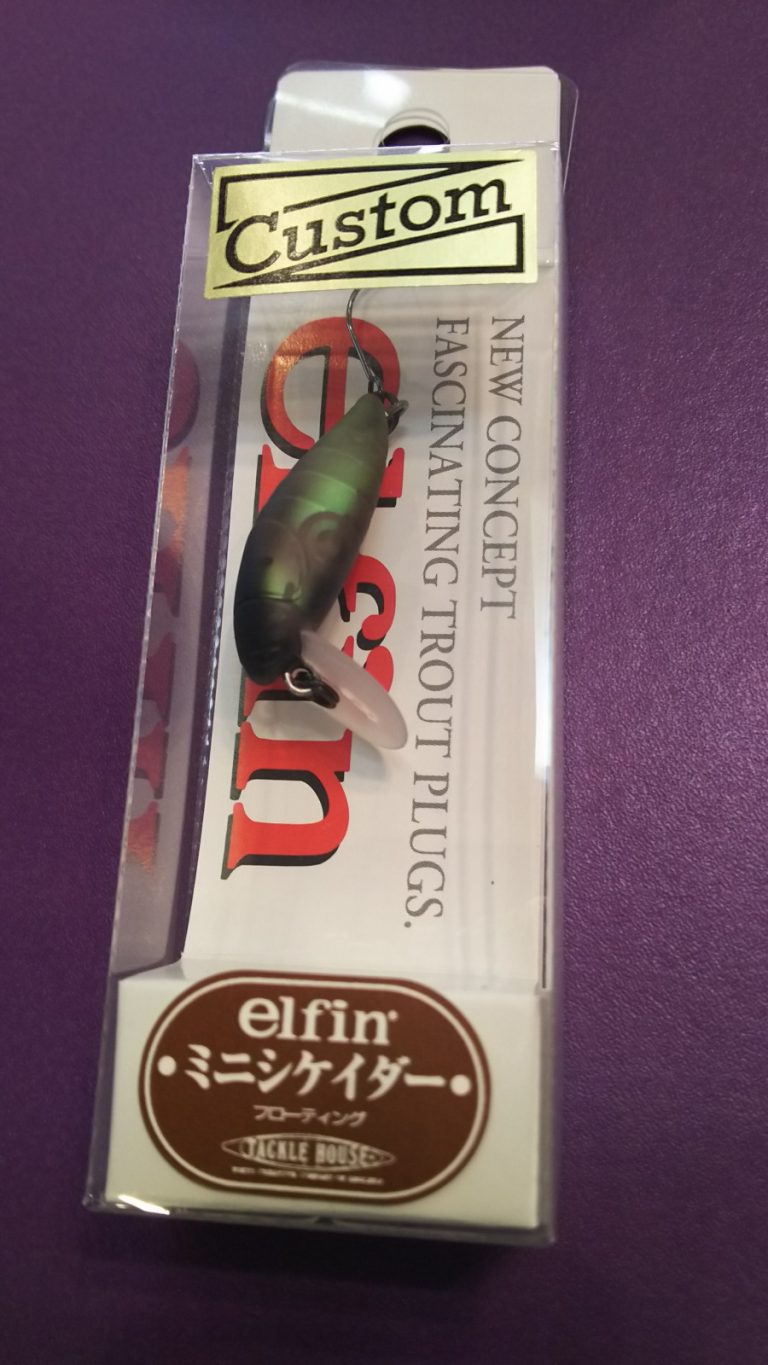 Custom
NEW CONCEPT
FASCINATING TROUT PLUGS.
elfin
elfin
・ミニシケイダー・
フローティング
TACKLE HOUSE